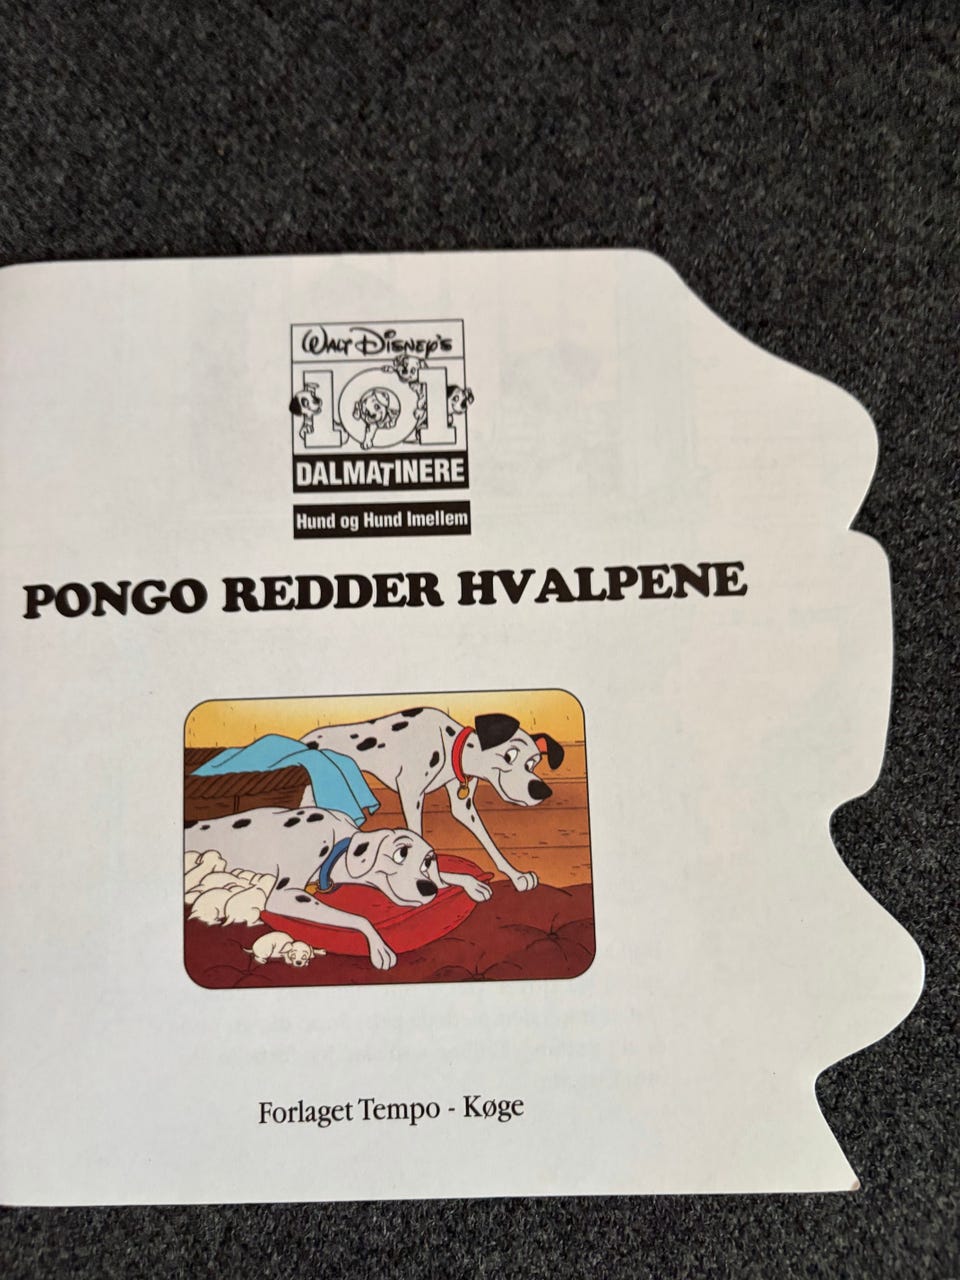 WALT DISNEY'S
101
DALMATINERE
Hund og Hund Imellem
PONGO REDDER HVALPENE
Forlaget Tempo - Køge